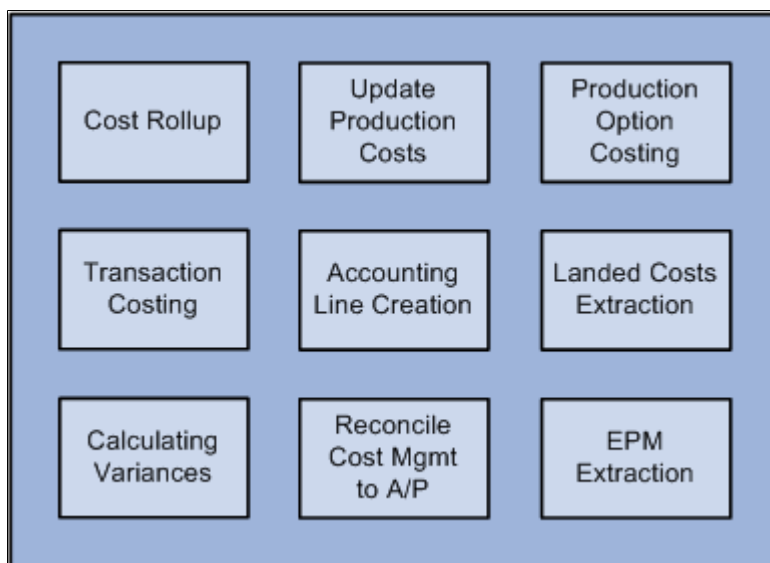 Cost Rollup
Update
Production
Costs
Production
Option
Costing
Transaction
Costing
Accounting
Line Creation
Landed Costs
Extraction
Calculating
Variances
Reconcile
Cost Mgmt
to A/P
EPM
Extraction